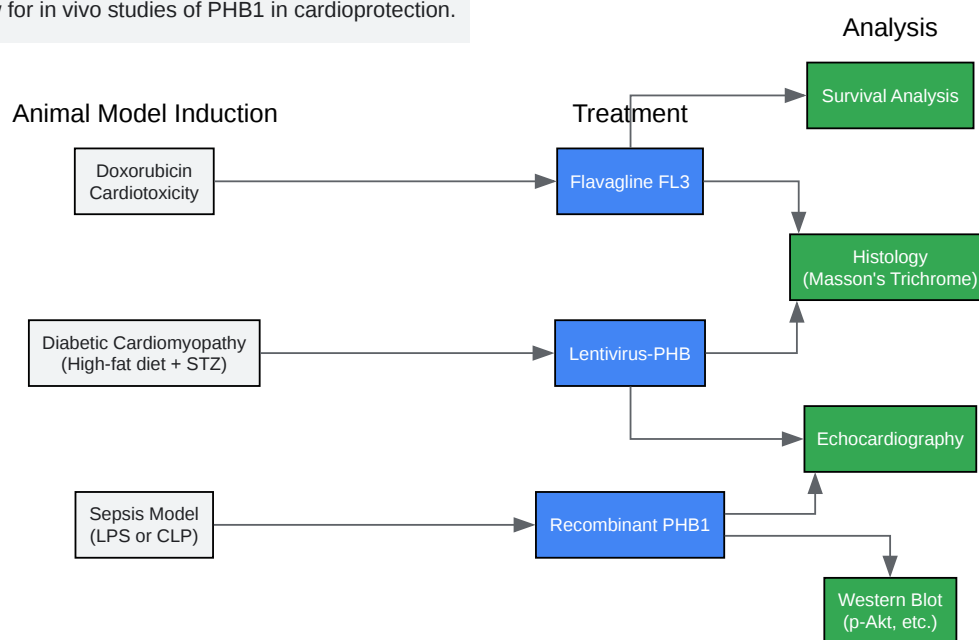 for in vivo studies of PHB1 in cardioprotection.
Analysis
Survival Analysis
Animal Model Induction
Treatment
Doxorubicin
Cardiotoxicity
Flavagline FL3
Histology
(Masson's Trichrome)
Diabetic Cardiomyopathy
(High-fat diet + STZ)
Lentivirus-PHB
Echocardiography
Sepsis Model
(LPS or CLP)
Recombinant PHB1
Western Blot
(p-Akt, etc.)